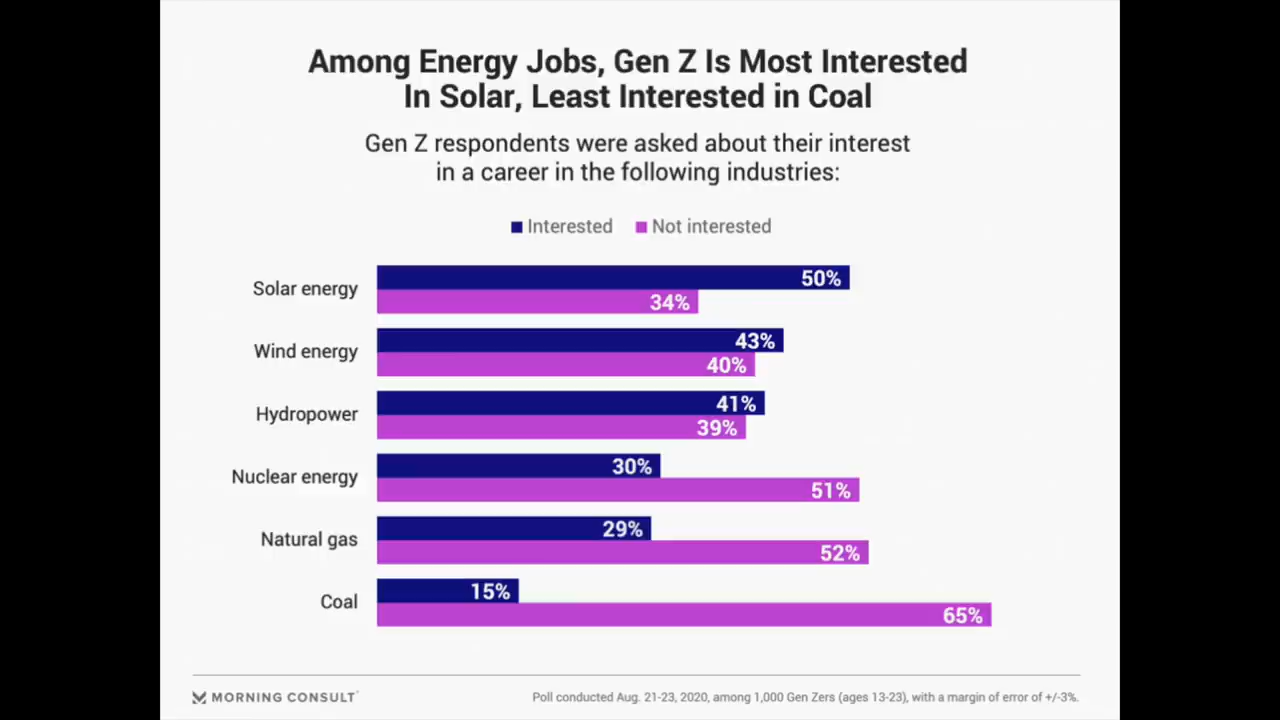 Among Energy Jobs, Gen Z Is Most Interested
In Solar, Least Interested in Coal
Gen Z respondents were asked about their interest
in a career in the following industries:
Interested Not interested
Solar energy 50%
34%
Wind energy 43%
40%
Hydropower 41%
39%
Nuclear energy 30%
51%
Natural gas 29%
52%
Coal 15%
65%
MORNING CONSULT
Poll conducted Aug. 21-23, 2020, among 1,000 Gen Zers (ages 13-23), with a margin of error of +/-3%.